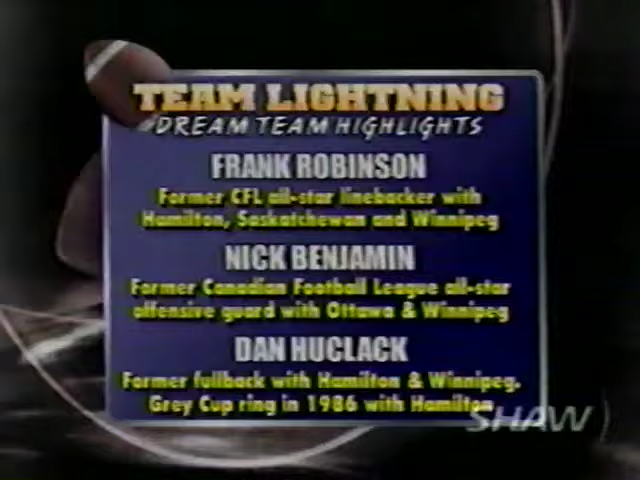 TEAM LIGHTNING
DREAM TEAM HIGHLIGHTS
FRANK ROBINSON
Former CFL all-star linebacker with
Hamilton, Saskatchewan and Winnipeg
NICK BENJAMIN
Former Canadian Football League all-star
offensive guard with Ottawa & Winnipeg
DAN HUCLACK
Former fullback with Hamilton & Winnipeg.
Grey Cup ring in 1986 with Hamilton
SHAW)